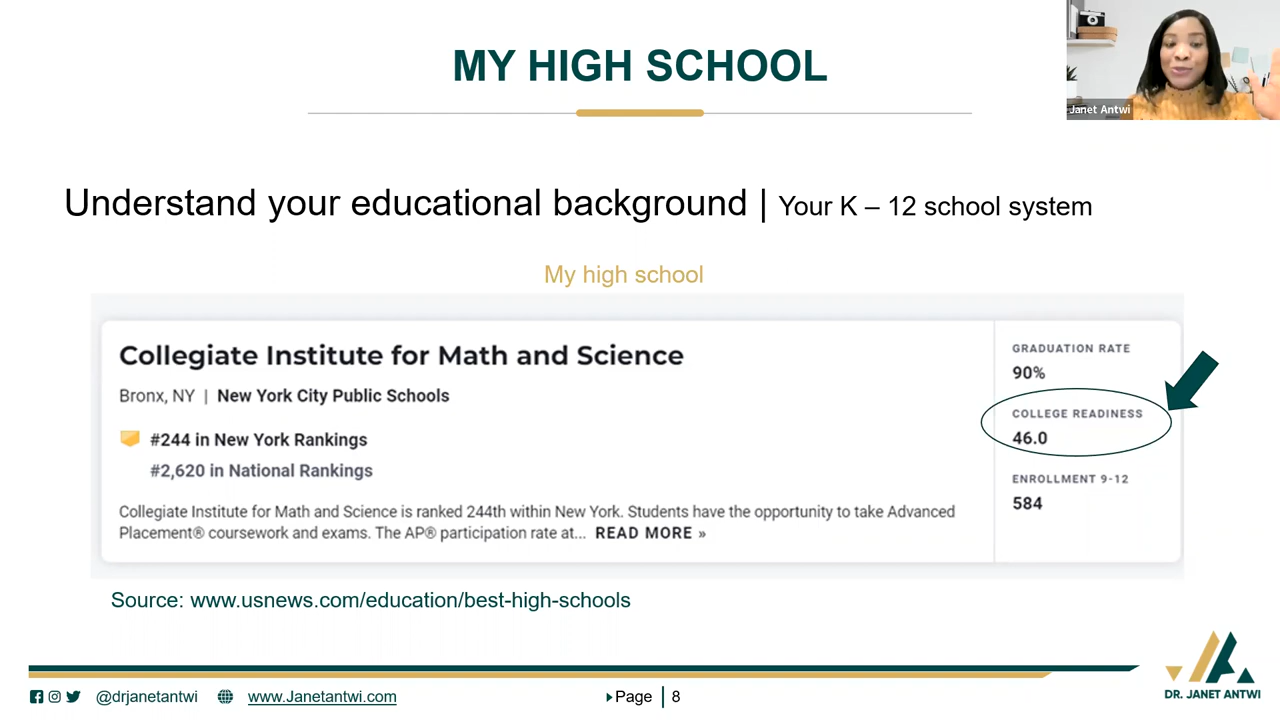 MY HIGH SCHOOL
Janet Antwi
Understand your educational background | Your K – 12 school system
My high school
Collegiate Institute for Math and Science
Bronx, NY | New York City Public Schools
#244 in New York Rankings
#2,620 in National Rankings
Collegiate Institute for Math and Science is ranked 244th within New York. Students have the opportunity to take Advanced
Placement® coursework and exams. The AP® participation rate at... READ MORE »
GRADUATION RATE
90%
COLLEGE READINESS
46.0
ENROLLMENT 9-12
584
Source: www.usnews.com/education/best-high-schools
@drjanetantwi www.Janetantwi.com Page | 8
DR. JANET ANTWI